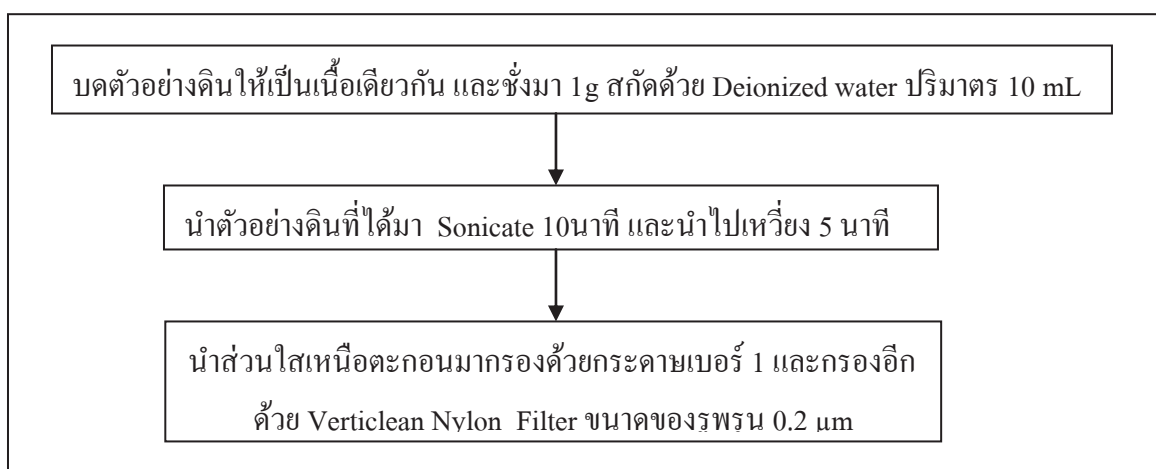 บดตัวอย่างดินให้เป็นเนื้อเดียวกัน และชั่งมา 1g สกัดด้วย Deionized water ปริมาตร 10 mL
นำตัวอย่างดินที่ได้มา Sonicate 10นาที และนำไปเหวี่ยง 5 นาที
นำส่วนใสเหนือตะกอนมากรองด้วยกระดาษเบอร์ 1 และกรองอีก
ด้วย Verticlean Nylon Filter ขนาดของรูพรุน 0.2 µm